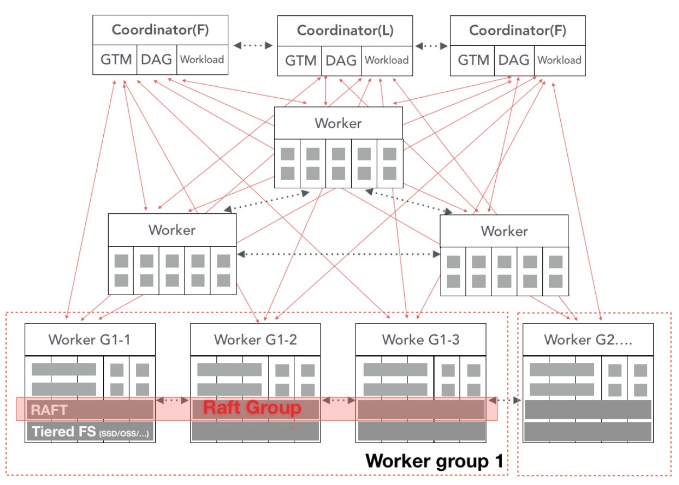 Coordinator(F)
Coordinator(L)
Coordinator(F)
GTM DAG Workload
GTM DAG Workload
GTM DAG Workload
Worker
Worker
Worker
Worker G1-1
Worker G1-2
Worke G1-3
Worker G2....
RAFT
Raft Group
Tiered FS (SSD/OSS/...)
Worker group 1